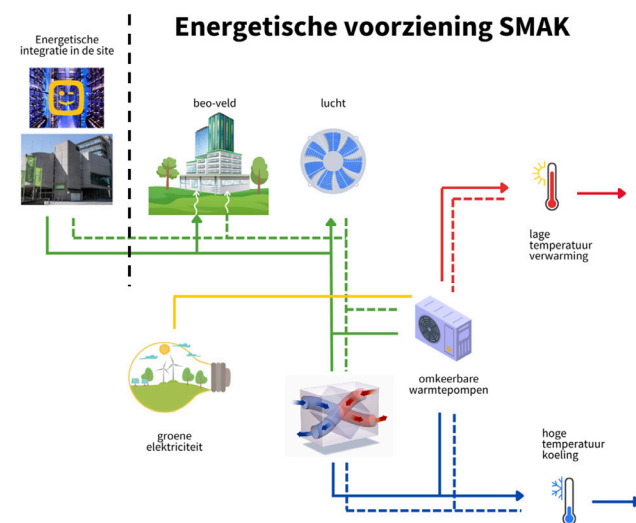 Energetische voorziening SMAK
Energetische
integratie in de site
beo-veld
lucht
lage
temperatuur
verwarming
omkeerbare
warmtepompen
groene
elektriciteit
hoge
temperatuur
koeling